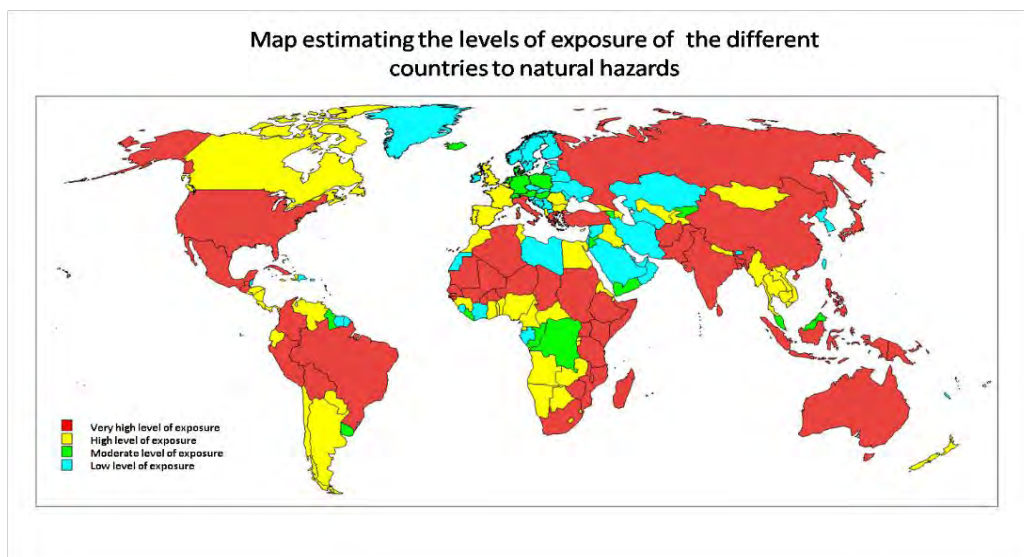 Map estimating the levels of exposure of the different
countries to natural hazards
Very high level of exposure
High level of exposure
Moderate level of exposure
Low level of exposure